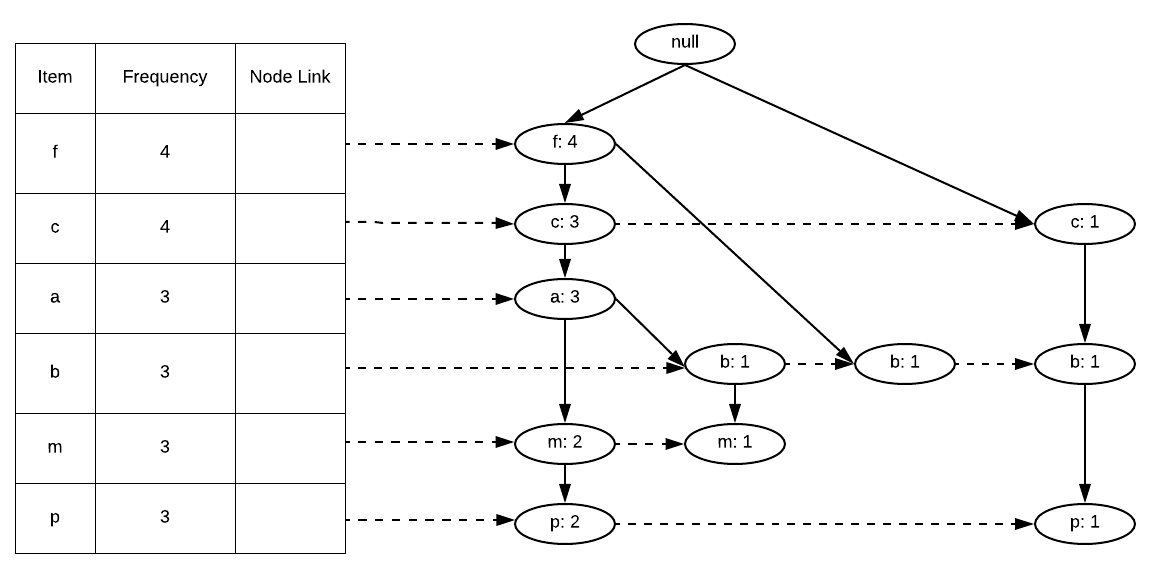 null
Item Frequency Node Link
f 4
f: 4
c 4
c: 3
c: 1
a 3
a: 3
b 3
b: 1
b: 1
b: 1
m 3
m: 2
m: 1
p 3
p: 2
p: 1